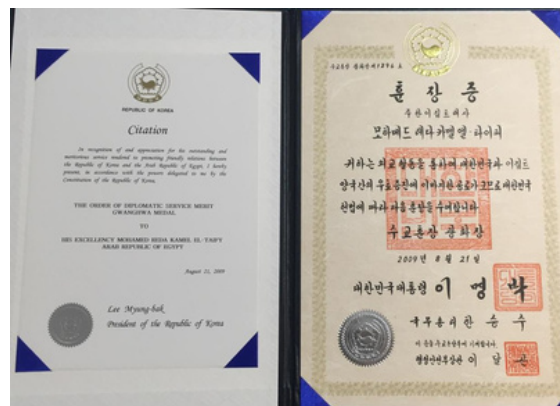 REPUBLIC OF KOREA
Citation
In recognition of and appreciation for his outstanding and
meritorious service rendered in promoting friendly relations between
the Republic of Korea and the Arab Republic of Egypt, I hereby
present, in accordance with the powers delegated to me by the
Constitution of the Republic of Korea,
THE ORDER OF DIPLOMATIC SERVICE MERIT
GWANGHWA MEDAL
TO
HIS EXCELLENCY MOHAMED REDA KAMEL EL-TAIFY
ARAB REPUBLIC OF EGYPT
August 21, 2009
Lee Myung-bak
President of the Republic of Korea
훈장증
주한이집트대사
모하메드 레다 카멜 엘-타이피
귀하는 외교활동을 통하여 대한민국과 이집트
양국간의 우호증진에 이바지한 공로가 크므로 대한민국
헌법에 따라 다음 훈장을 수여합니다
수교훈장 광화장
2009년 8월 21일
대한민국대통령 이명박
국무총리 한승수
행정안전부장관 이달곤